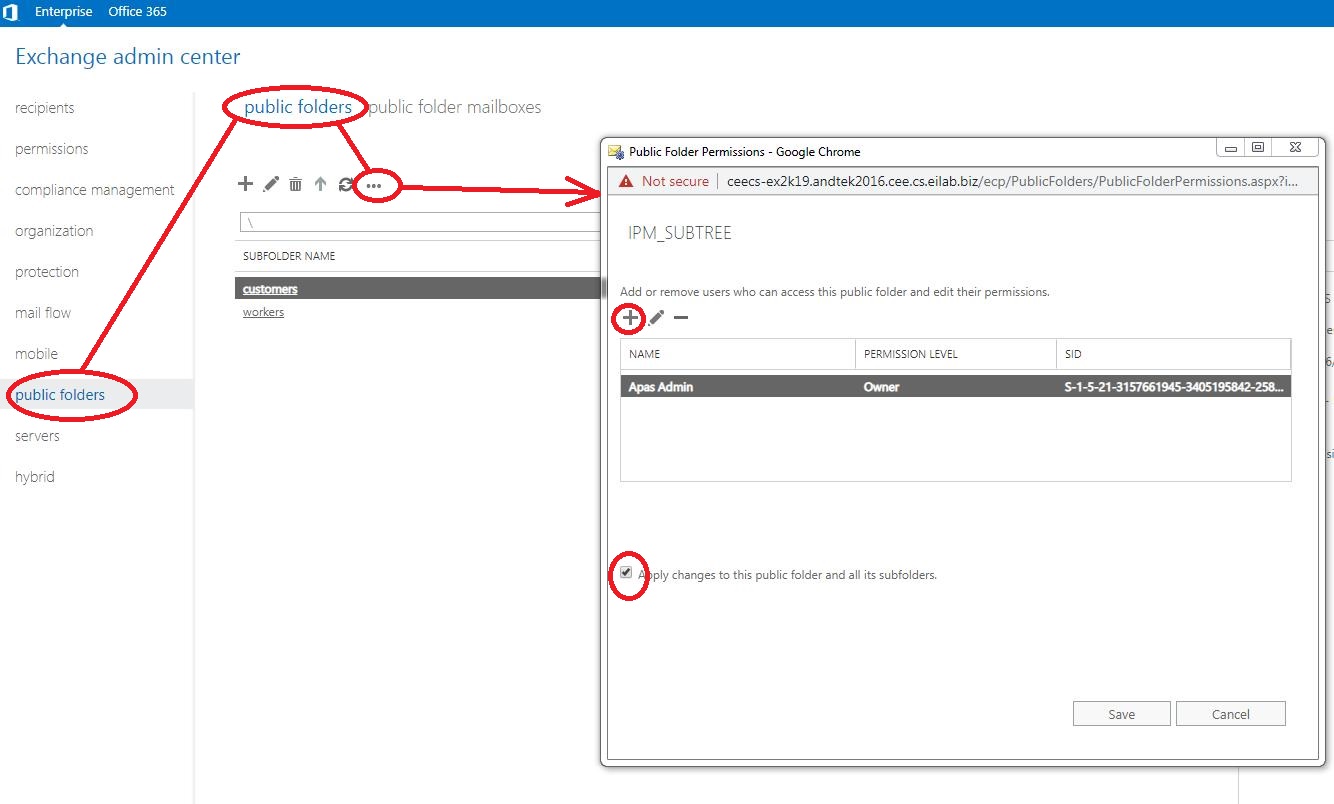 Enterprise Office 365
Exchange admin center
recipients
permissions
compliance management
organization
protection
mail flow
mobile
public folders
servers
hybrid
public folders public folder mailboxes
\
SUBFOLDER NAME
customers
workers
Public Folder Permissions - Google Chrome
Not secure ceecs-ex2k19.andtek2016.cee.cs.eilab.biz/ecp/PublicFolders/PublicFolderPermissions.aspx?i...
IPM_SUBTREE
Add or remove users who can access this public folder and edit their permissions.
NAME PERMISSION LEVEL SID
Apas Admin Owner S-1-5-21-3157661945-3405195842-258...
Apply changes to this public folder and all its subfolders.
Save Cancel